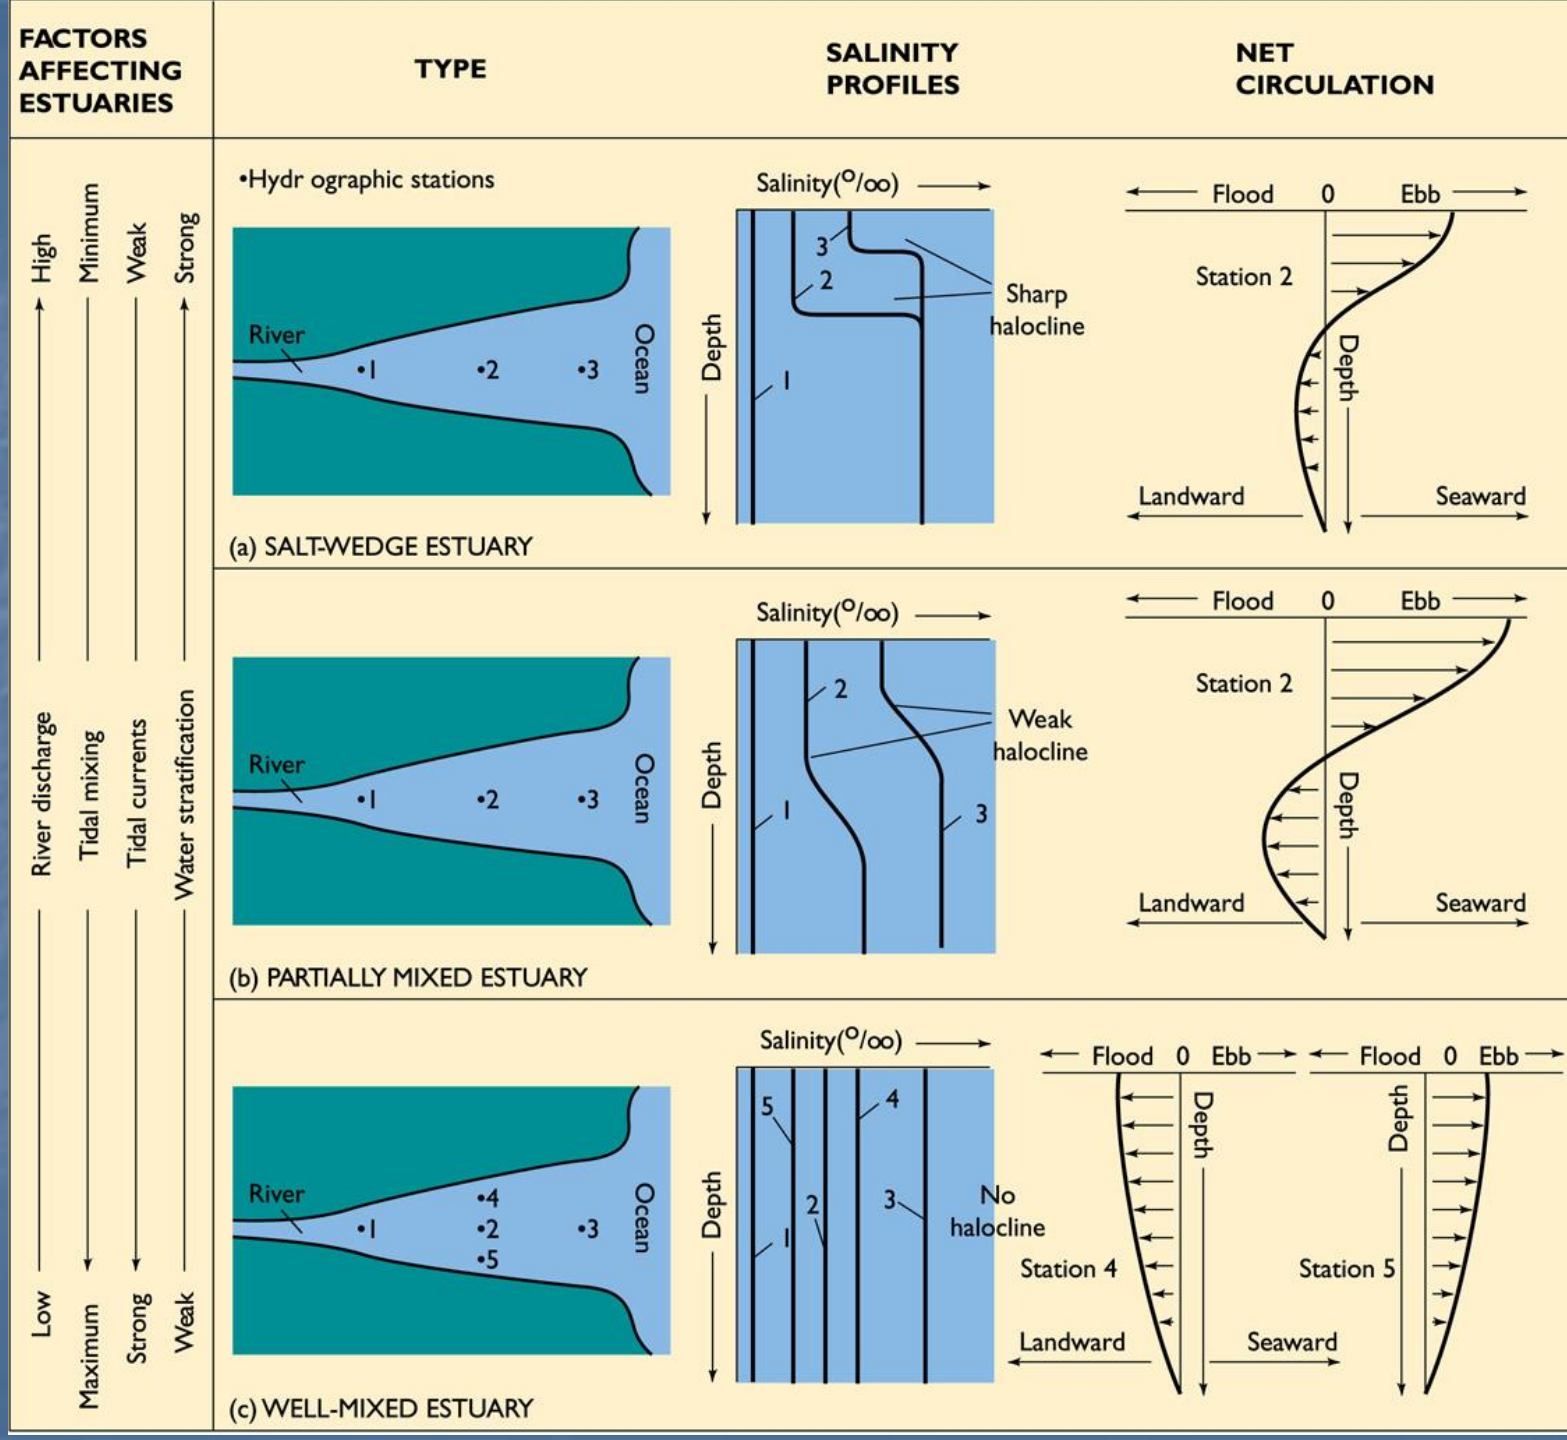 FACTORS
AFFECTING
ESTUARIES
TYPE
SALINITY
PROFILES
NET
CIRCULATION
High
Minimum
Weak
Strong
River discharge
Tidal mixing
Tidal currents
Water stratification
Low
Maximum
Strong
Weak
•Hydr ographic stations
River
•1
•2
•3
Ocean
(a) SALT-WEDGE ESTUARY
Salinity(O/oo)
Depth
3
2
1
Sharp
halocline
Flood 0 Ebb
Station 2
Depth
Landward
Seaward
River
•1
•2
•3
Ocean
(b) PARTIALLY MIXED ESTUARY
Salinity(O/oo)
Depth
2
1
3
Weak
halocline
Flood 0 Ebb
Station 2
Depth
Landward
Seaward
River
•4
•1
•2
•3
•5
Ocean
(c) WELL-MIXED ESTUARY
Salinity(O/oo)
Depth
5
4
2
3
1
No
halocline
Flood 0 Ebb
Depth
Station 4
Landward
Seaward
Flood 0 Ebb
Depth
Station 5